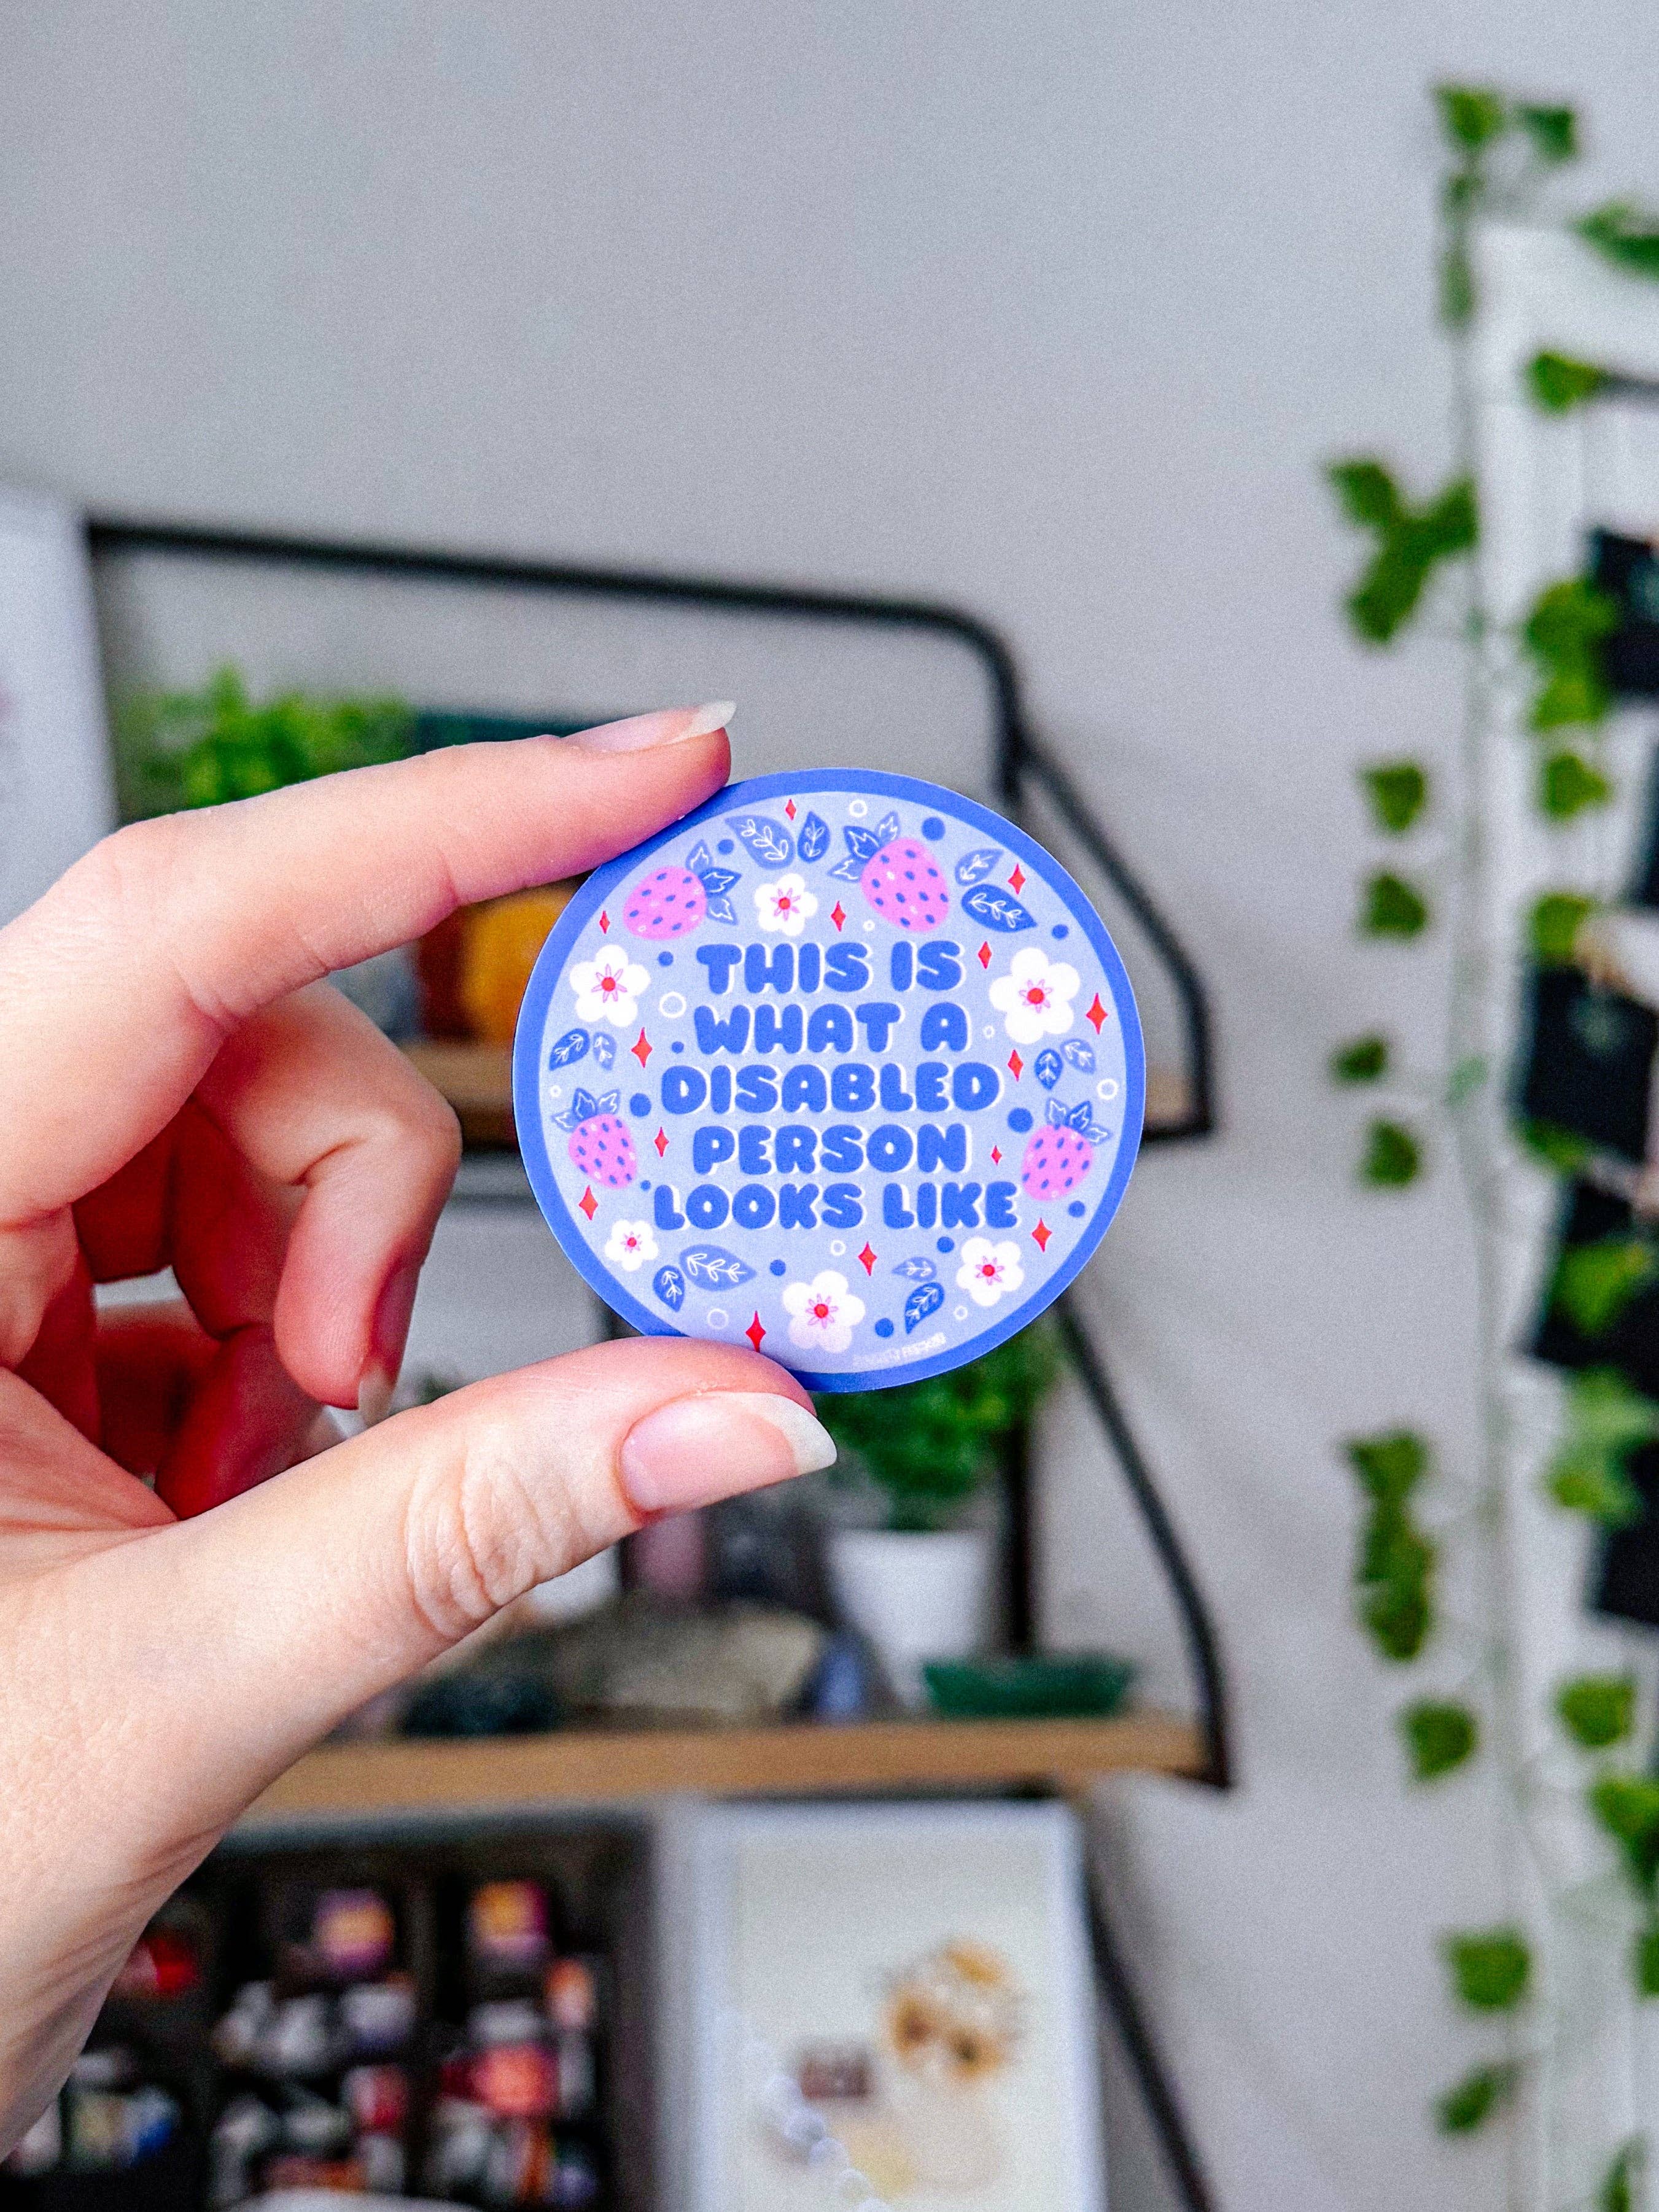 THIS IS
WHAT A
DISABLED
PERSON
LOOKS LIKE